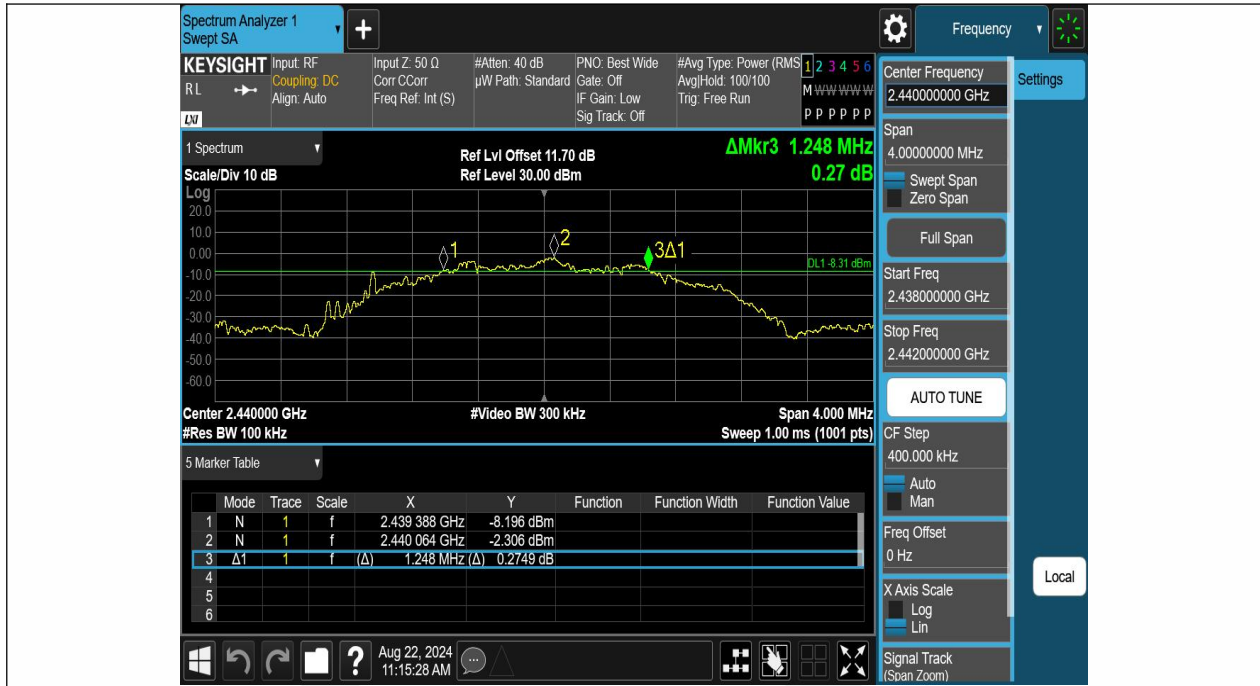 Spectrum Analyzer 1
Swept SA
+
Frequency
KEYSIGHT
R L
LXI
Input: RF
Coupling: DC
Align: Auto
Input Z: 50 Ω
Corr CCorr
Freq Ref: Int (S)
#Atten: 40 dB
µW Path: Standard
PNO: Best Wide
Gate: Off
IF Gain: Low
Sig Track: Off
#Avg Type: Power (RMS
Avg|Hold: 100/100
Trig: Free Run
1 2 3 4 5 6
M W W W W W
P P P P P P
1 Spectrum
Scale/Div 10 dB
Ref Lvl Offset 11.70 dB
Ref Level 30.00 dBm
ΔMkr3 1.248 MHz
0.27 dB
Log
20.0
10.0
0.00
-10.0
-20.0
-30.0
-40.0
-50.0
-60.0
1
2
3Δ1
DL1 -8.31 dBm
Center 2.440000 GHz
#Video BW 300 kHz
Span 4.000 MHz
#Res BW 100 kHz
Sweep 1.00 ms (1001 pts)
5 Marker Table
Mode Trace Scale X Y Function Function Width Function Value
1 N 1 f 2.439 388 GHz -8.196 dBm
2 N 1 f 2.440 064 GHz -2.306 dBm
3 Δ1 1 f (Δ) 1.248 MHz (Δ) 0.2749 dB
4
5
6
Aug 22, 2024
11:15:28 AM
?
Center Frequency
2.440000000 GHz
Settings
Span
4.00000000 MHz
Swept Span
Zero Span
Full Span
Start Freq
2.438000000 GHz
Stop Freq
2.442000000 GHz
AUTO TUNE
CF Step
400.000 kHz
Auto
Man
Freq Offset
0 Hz
X Axis Scale
Log
Lin
Local
Signal Track
(Span Zoom)